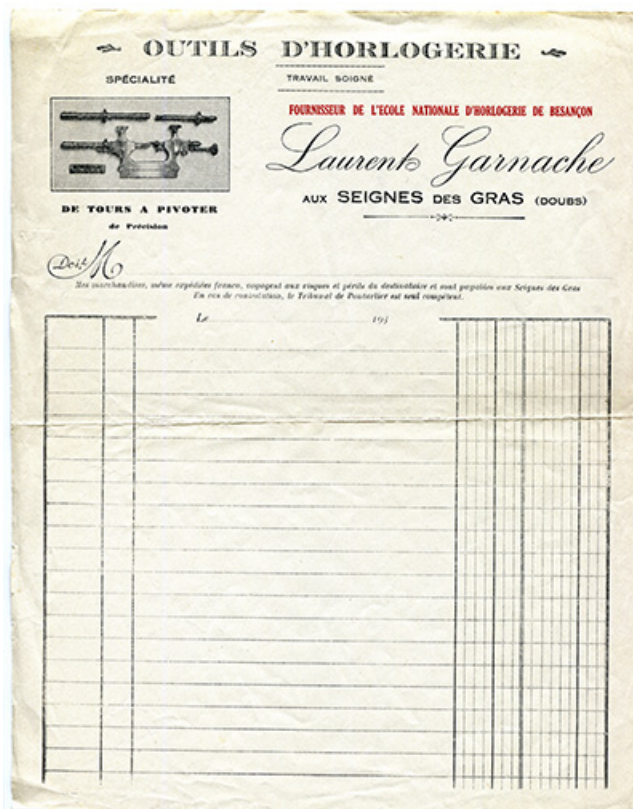 OUTILS D'HORLOGERIE
SPÉCIALITÉ
TRAVAIL SOIGNÉ
FOURNISSEUR DE L'ECOLE NATIONALE D'HORLOGERIE DE BESANÇON
Laurent Garnache
AUX SEIGNES DES GRAS (DOUBS)
DE TOURS A PIVOTER
de Précision
Doit M
Nos marchandises, même expédiées franco, voyagent aux risques et périls du destinataire et sont payables aux Seignes des Gras
En cas de contestation, le Tribunal de Pontarlier est seul compétent.
Le 193